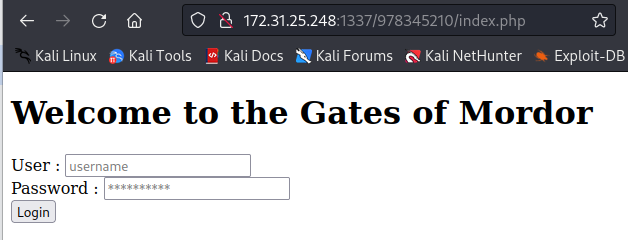 172.31.25.248:1337/978345210/index.php
Kali Linux Kali Tools Kali Docs Kali Forums Kali NetHunter Exploit-DB
Welcome to the Gates of Mordor
User : username
Password : **********
Login